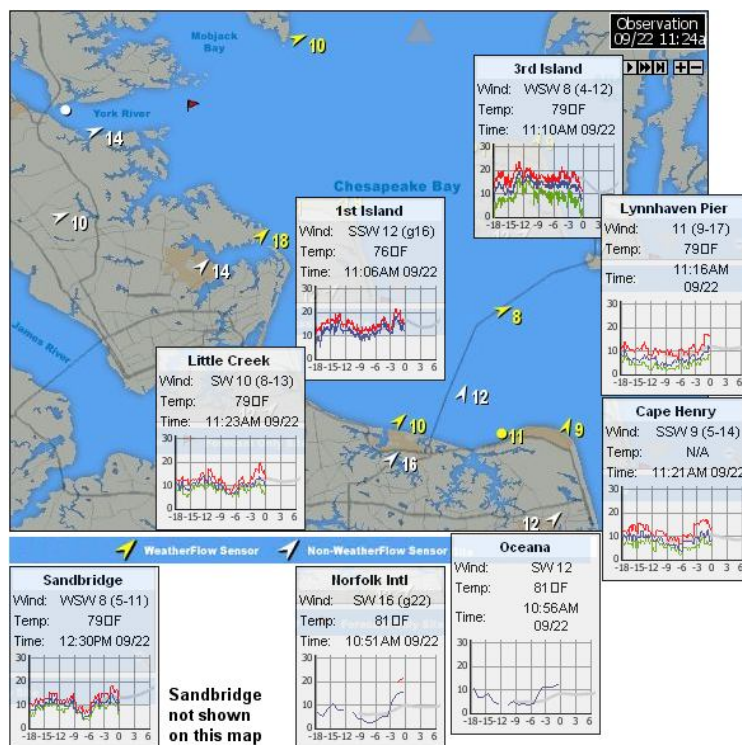 Observation
09/22 11:24a
Mobjack
Bay
10
York River
14
10
18
14
James River
Chesapeake Bay
8
12
10
16
11
9
12
3rd Island
Wind: WSW 8 (4-12)
Temp: 79□F
Time: 11:10AM 09/22
30
20
10
0
-18 -15 -12 -9 -6 -3 0 3 6
1st Island
Wind: SSW 12 (g16)
Temp: 76□F
Time: 11:06AM 09/22
30
20
10
0
-18 -15 -12 -9 -6 -3 0 3 6
Lynnhaven Pier
Wind: 11 (9-17)
Temp: 79□F
Time: 11:16AM
09/22
30
20
10
0
-18 -15 -12 -9 -6 -3 0 3 6
Little Creek
Wind: SW 10 (8-13)
Temp: 79□F
Time: 11:23AM 09/22
30
20
10
0
-18 -15 -12 -9 -6 -3 0 3 6
Cape Henry
Wind: SSW 9 (5-14)
Temp: N/A
Time: 11:21AM 09/22
30
20
10
0
-18 -15 -12 -9 -6 -3 0 3 6
WeatherFlow Sensor
Non-WeatherFlow Sensor
Sandbridge
Wind: WSW 8 (5-11)
Temp: 79□F
Time: 12:30PM 09/22
30
20
10
0
-18 -15 -12 -9 -6 -3 0 3 6
Sandbridge
not shown
on this map
Norfolk Intl
Wind: SW 16 (g22)
Temp: 81□F
Time: 10:51AM 09/22
30
20
10
0
-18 -15 -12 -9 -6 -3 0 3 6
Oceana
Wind: SW 12
Temp: 81□F
Time: 10:56AM
09/22
30
20
10
0
-18 -15 -12 -9 -6 -3 0 3 6